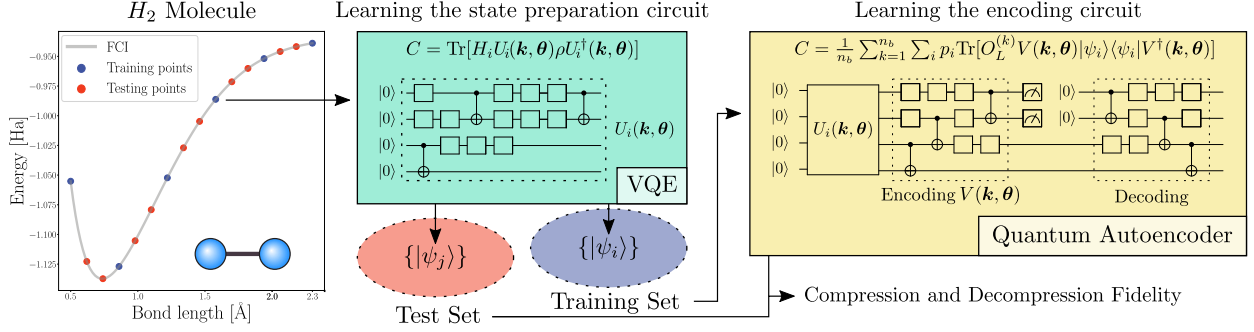 H₂ Molecule
FCI
Training points
Testing points
Energy [Ha]
−0.950
−0.975
−1.000
−1.025
−1.050
−1.075
−1.100
−1.125
0.5
1.0
1.5
2.0
2.3
Bond length [Å]
Learning the state preparation circuit
C = Tr[H_i U_i(k, θ)ρU_i^†(k, θ)]
|0⟩
|0⟩
|0⟩
|0⟩
U_i(k, θ)
VQE
{|ψ_j⟩}
{|ψ_i⟩}
Test Set
Training Set
Learning the encoding circuit
C = 1/n_b ∑_{k=1}^{n_b} ∑_i p_i Tr[O_L^{(k)} V(k, θ)|ψ_i⟩⟨ψ_i|V^†(k, θ)]
|0⟩
|0⟩
|0⟩
|0⟩
U_i(k, θ)
|0⟩
|0⟩
Encoding V(k, θ)
Decoding
Quantum Autoencoder
Compression and Decompression Fidelity